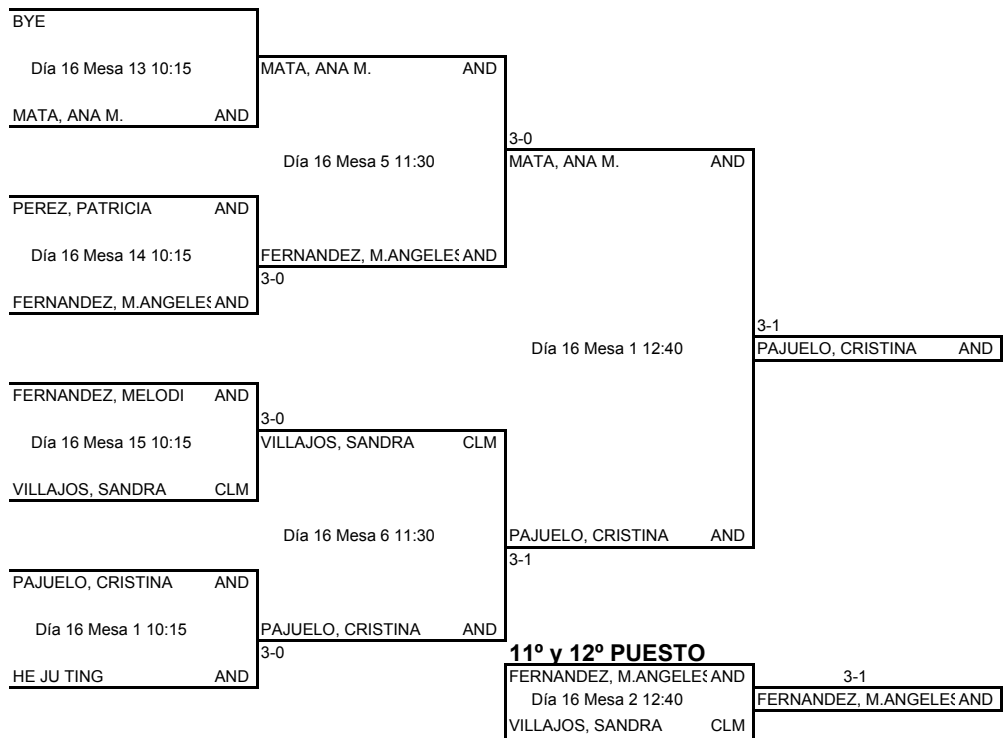 BYE
Día 16 Mesa 13 10:15
MATA, ANA M. AND
MATA, ANA M. AND
3-0
Día 16 Mesa 5 11:30
MATA, ANA M. AND
PEREZ, PATRICIA AND
Día 16 Mesa 14 10:15
FERNANDEZ, M.ANGELES AND
3-0
FERNANDEZ, M.ANGELES AND
3-1
Día 16 Mesa 1 12:40
PAJUELO, CRISTINA AND
FERNANDEZ, MELODI AND
3-0
Día 16 Mesa 15 10:15
VILLAJOS, SANDRA CLM
VILLAJOS, SANDRA CLM
Día 16 Mesa 6 11:30
PAJUELO, CRISTINA AND
3-1
PAJUELO, CRISTINA AND
Día 16 Mesa 1 10:15
PAJUELO, CRISTINA AND
3-0
HE JU TING AND
11º y 12º PUESTO
FERNANDEZ, M.ANGELES AND
3-1
Día 16 Mesa 2 12:40
FERNANDEZ, M.ANGELES AND
VILLAJOS, SANDRA CLM